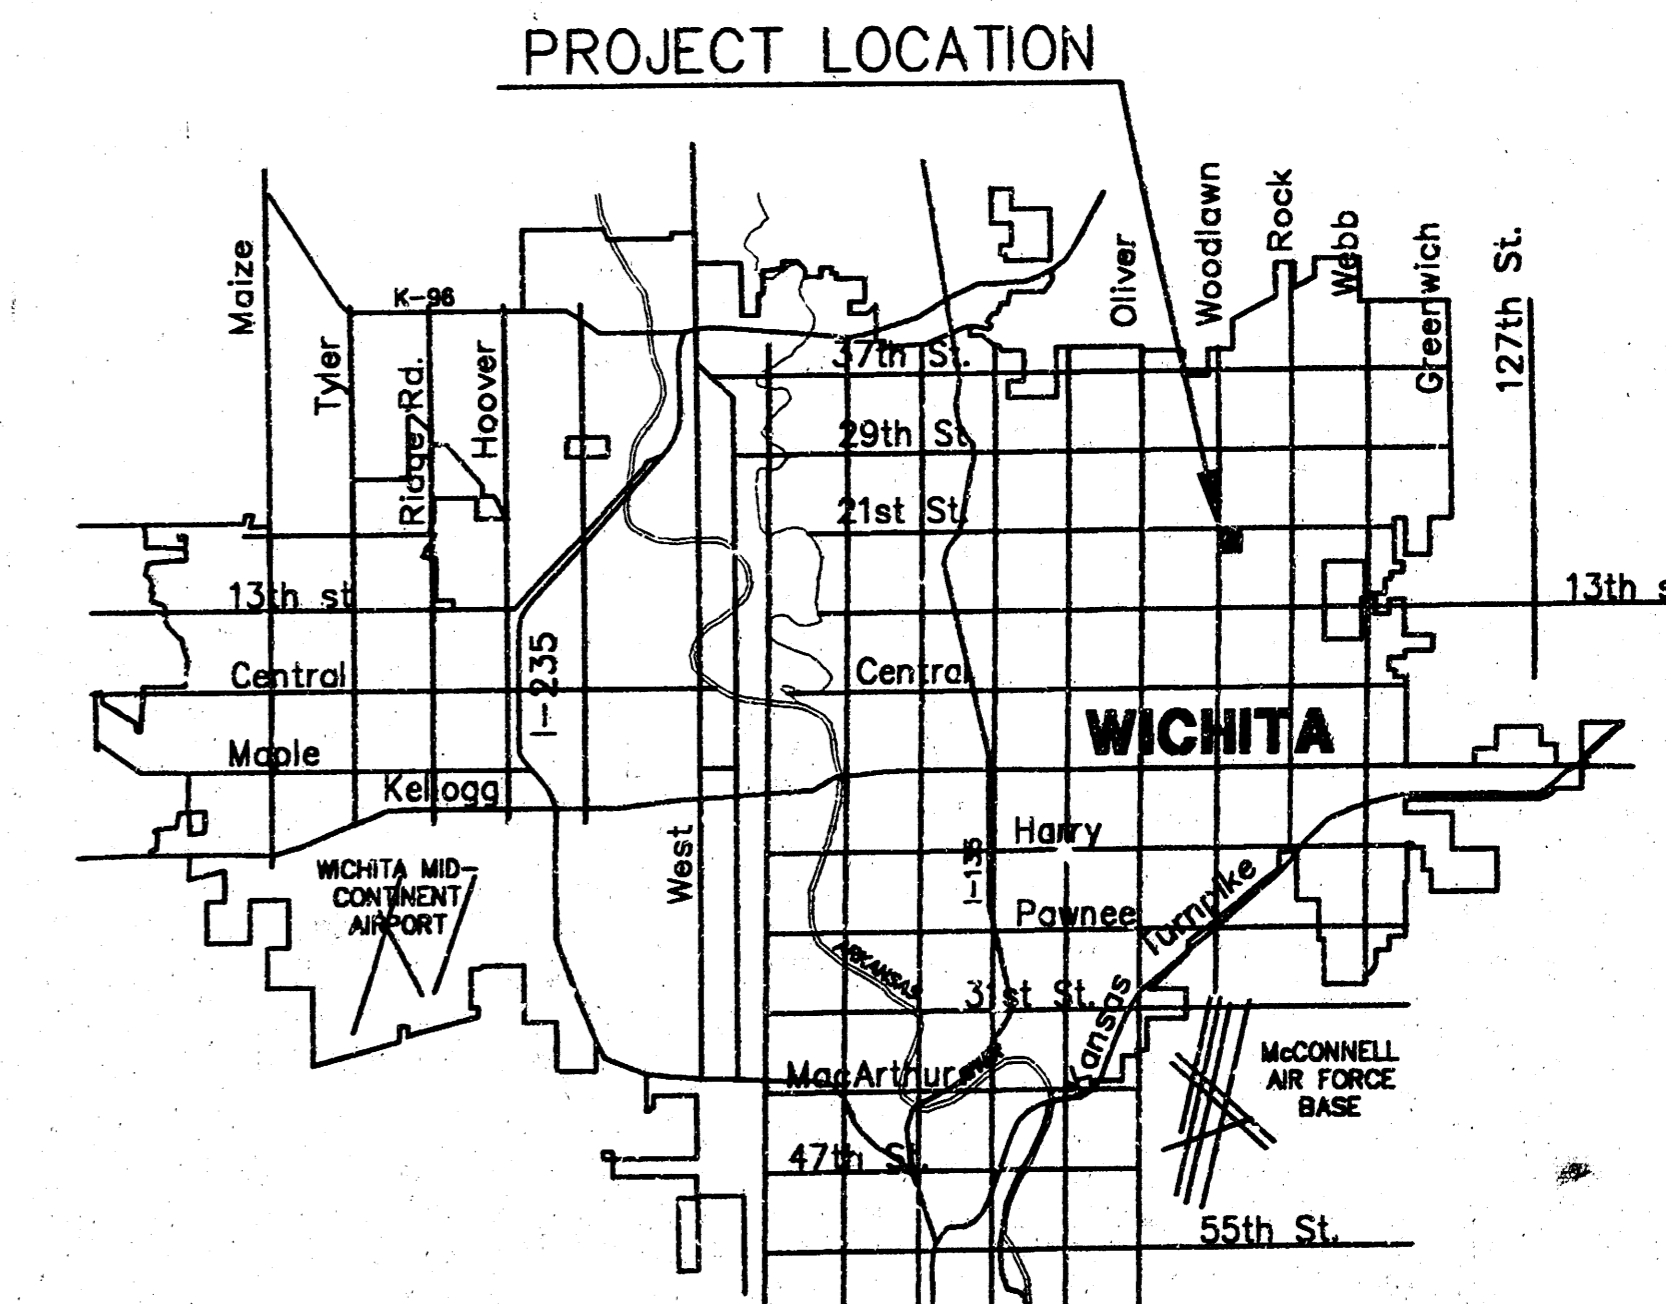 PROJECT LOCATION
Maize
K-96
Tyler
Ridge Rd.
Hoover
Oliver
Woodlawn
Rock
Webb
Greenwich
127th St.
37th St.
29th St.
21st St.
13th st
13th s
Central
Central
I-235
WICHITA
Maple
Kellogg
West
Harry
I-135
WICHITA MID-
CONTINENT
AIRPORT
Pawnee
Kansas Turnpike
ARKANSAS
RIVER
31st St.
MacArthur
McCONNELL
AIR FORCE
BASE
47th St.
55th St.